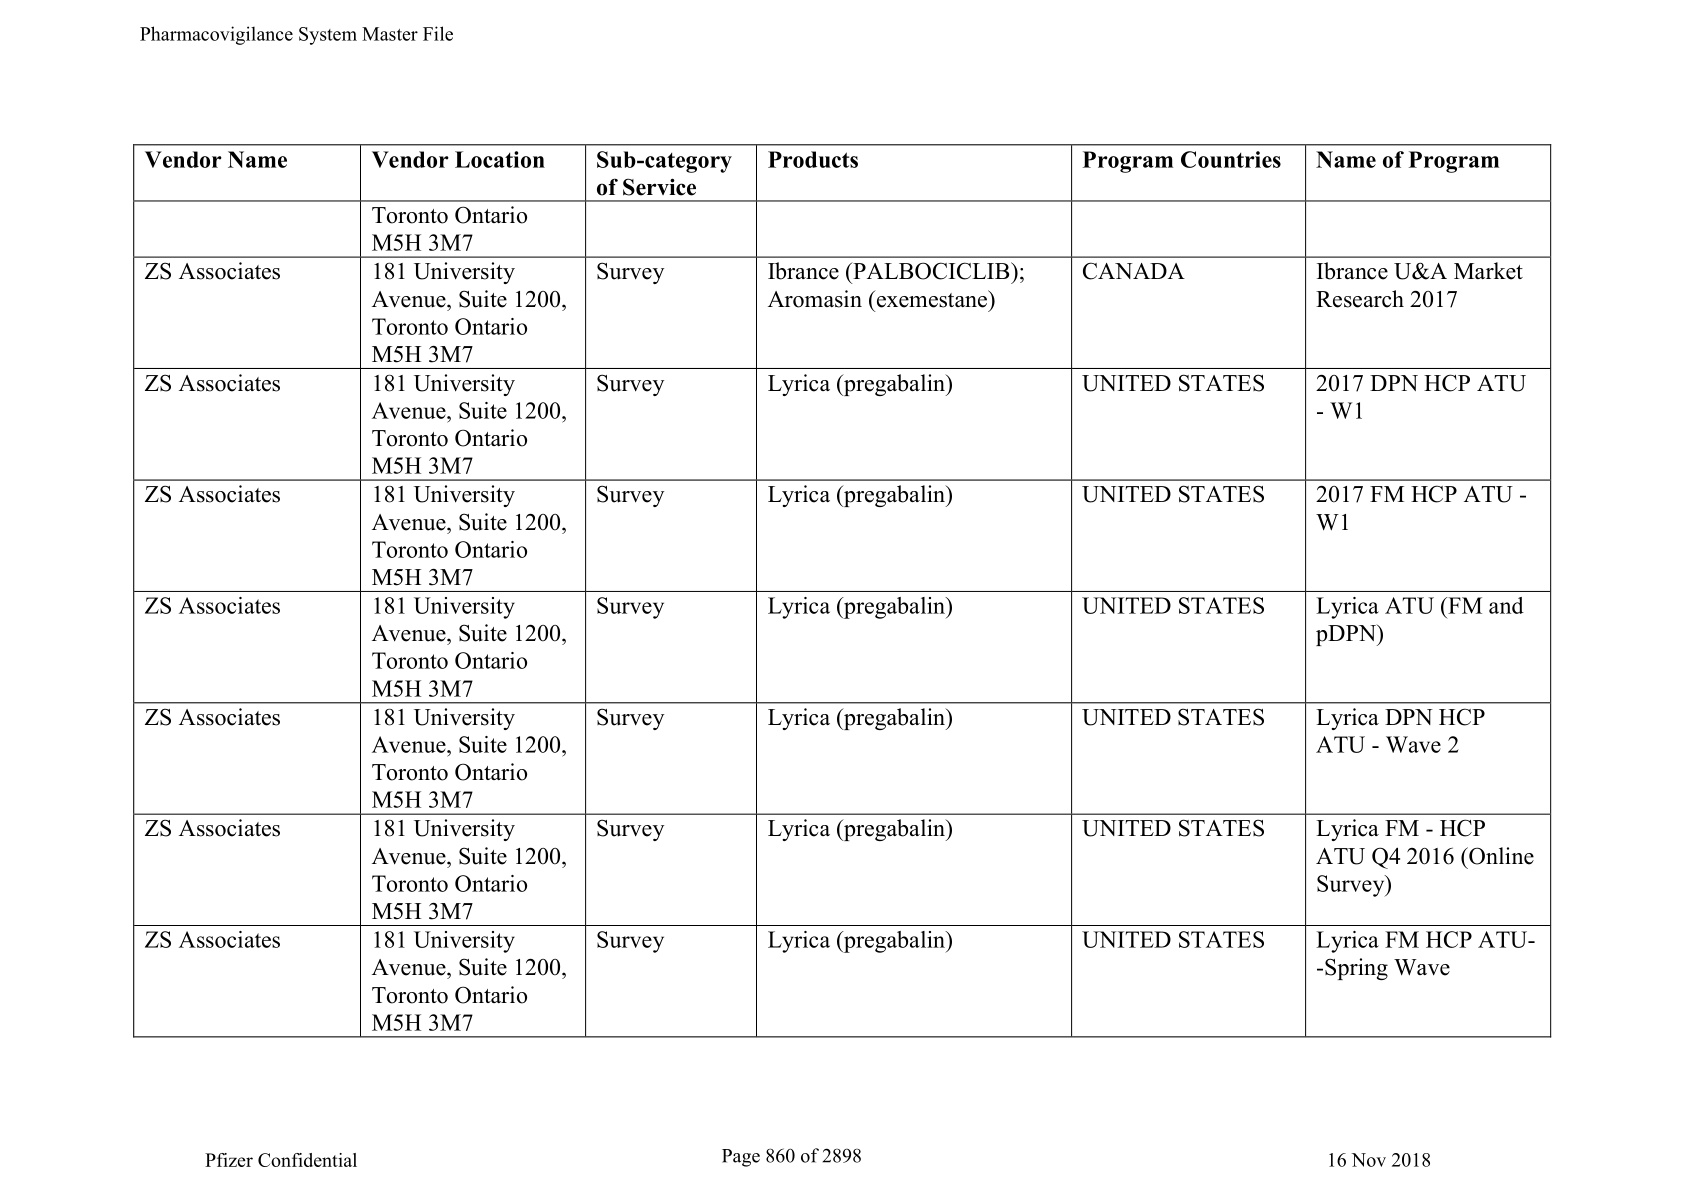 Pharmacovigilance System Master File
Vendor Name
Vendor Location
Sub-category
of Service
Products
Program Countries
Name of Program
Toronto Ontario
M5H 3M7
ZS Associates
181 University
Avenue, Suite 1200,
Toronto Ontario
M5H 3M7
Survey
Ibrance (PALBOCICLIB);
Aromasin (exemestane)
CANADA
Ibrance U&A Market
Research 2017
ZS Associates
181 University
Avenue, Suite 1200,
Toronto Ontario
M5H 3M7
Survey
Lyrica (pregabalin)
UNITED STATES
2017 DPN HCP ATU
- W1
ZS Associates
181 University
Avenue, Suite 1200,
Toronto Ontario
M5H 3M7
Survey
Lyrica (pregabalin)
UNITED STATES
2017 FM HCP ATU -
W1
ZS Associates
181 University
Avenue, Suite 1200,
Toronto Ontario
M5H 3M7
Survey
Lyrica (pregabalin)
UNITED STATES
Lyrica ATU (FM and
pDPN)
ZS Associates
181 University
Avenue, Suite 1200,
Toronto Ontario
M5H 3M7
Survey
Lyrica (pregabalin)
UNITED STATES
Lyrica DPN HCP
ATU - Wave 2
ZS Associates
181 University
Avenue, Suite 1200,
Toronto Ontario
M5H 3M7
Survey
Lyrica (pregabalin)
UNITED STATES
Lyrica FM - HCP
ATU Q4 2016 (Online
Survey)
ZS Associates
181 University
Avenue, Suite 1200,
Toronto Ontario
M5H 3M7
Survey
Lyrica (pregabalin)
UNITED STATES
Lyrica FM HCP ATU-
-Spring Wave
Pfizer Confidential
Page 860 of 2898
16 Nov 2018